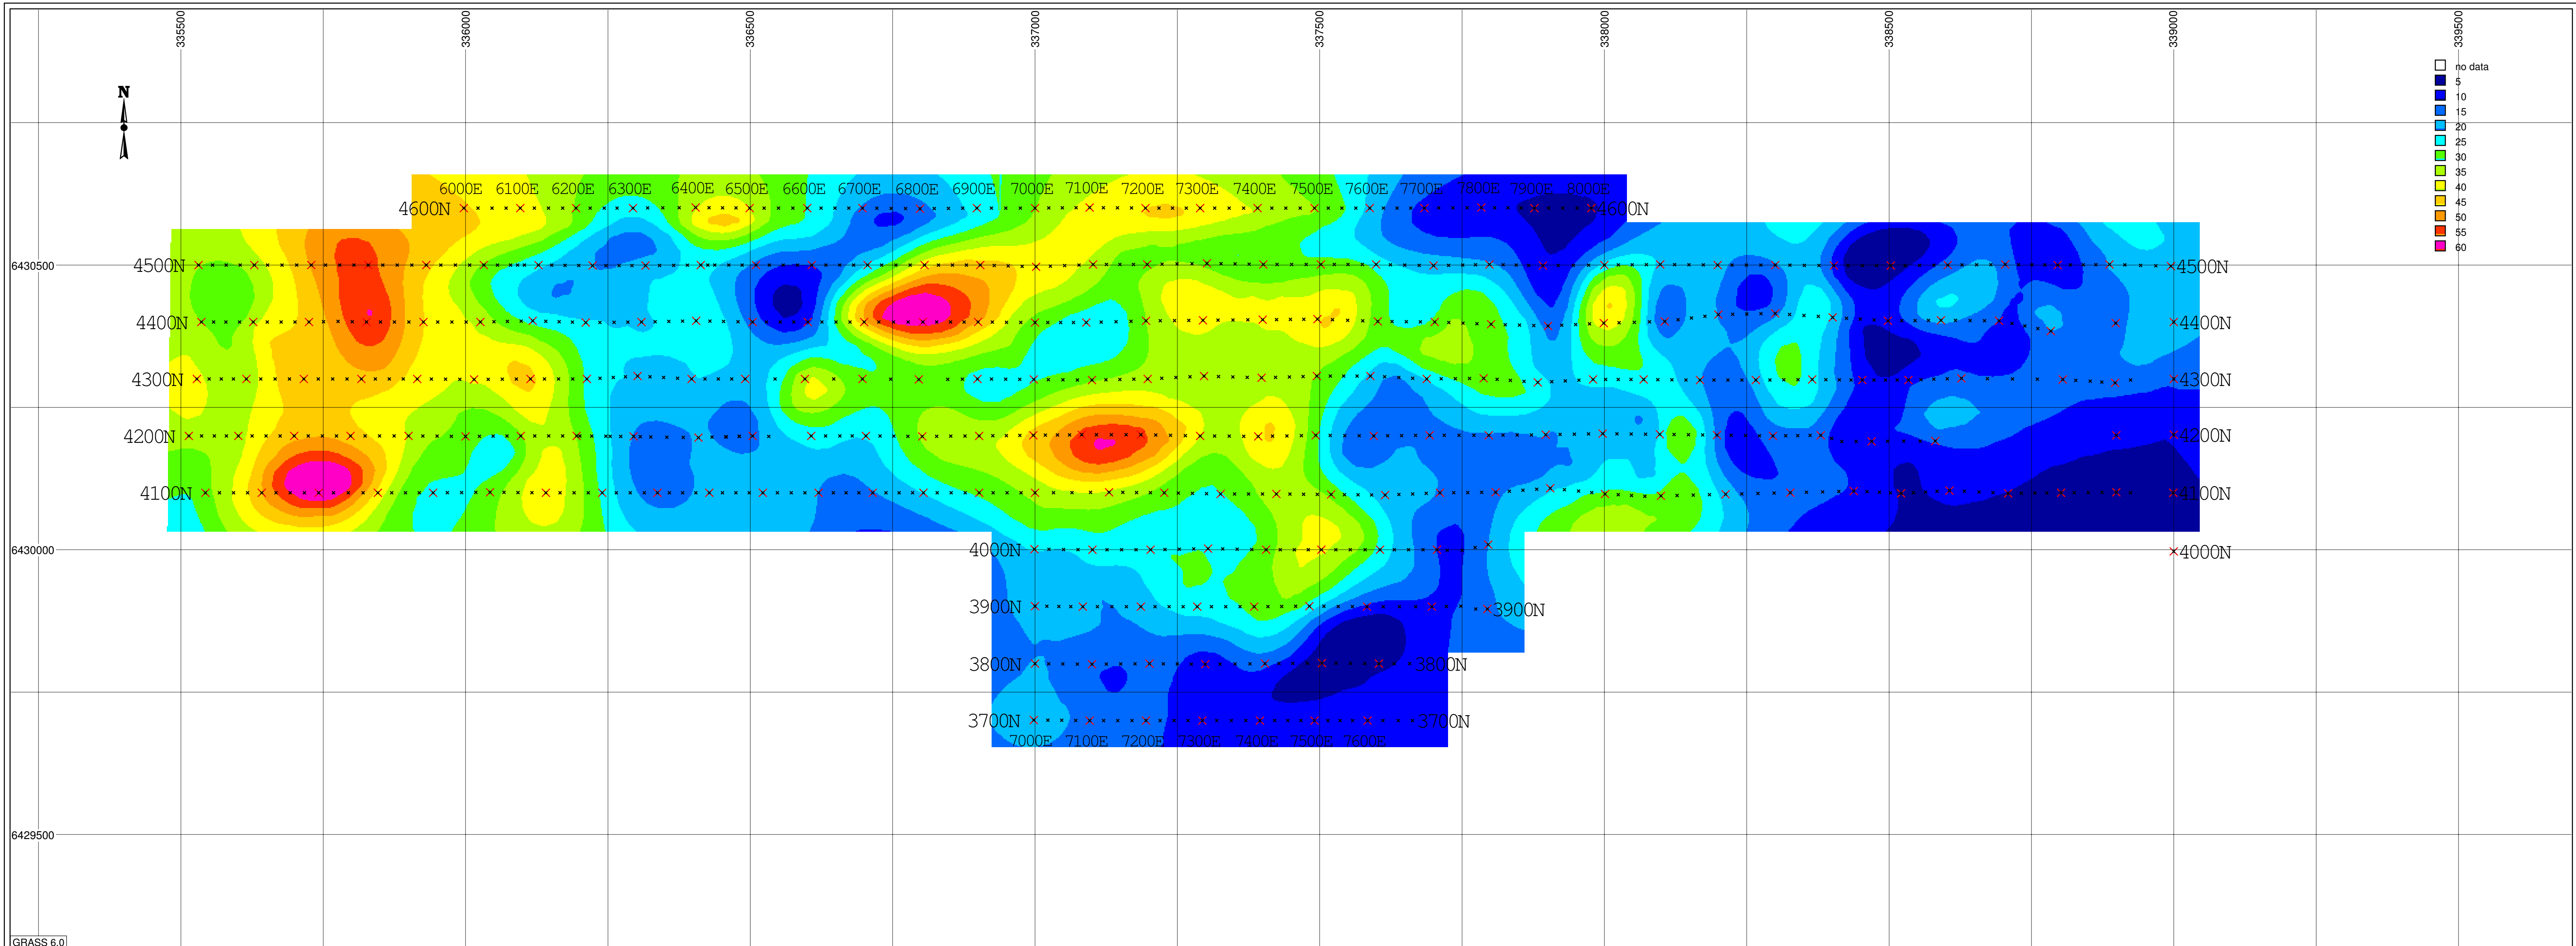 335500 336000 336500 337000 337500 338000 338500 339000 339500
no data
5
10
15
20
25
30
35
40
45
50
55
60
N
6000E 6100E 6200E 6300E 6400E 6500E 6600E 6700E 6800E 6900E 7000E 7100E 7200E 7300E 7400E 7500E 7600E 7700E 7800E 7900E 8000E
4600N 4600N
6430500 4500N 4500N
4400N 4400N
4300N 4300N
4200N 4200N
4100N 4100N
6430000 4000N 4000N
3900N 3900N
3800N 3800N
3700N 3700N
7000E 7100E 7200E 7300E 7400E 7500E 7600E
6429500
GRASS 6.0